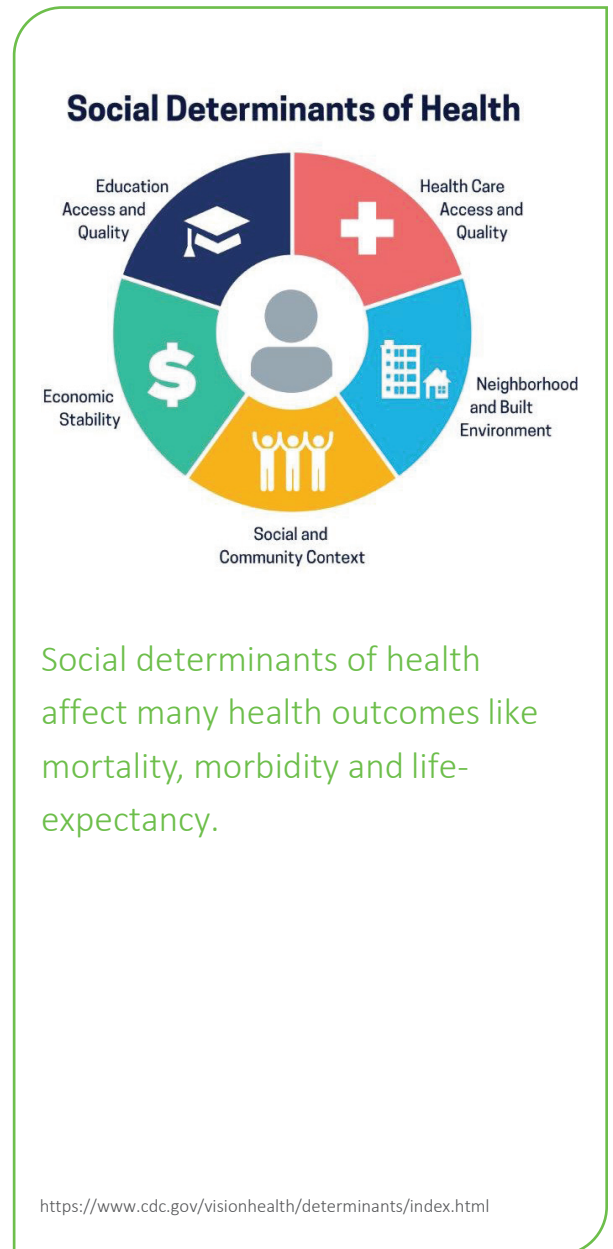 Social Determinants of Health
Education
Access and
Quality
Health Care
Access and
Quality
Economic
Stability
$
Neighborhood
and Built
Environment
Social and
Community Context
Social determinants of health
affect many health outcomes like
mortality, morbidity and life-
expectancy.
https://www.cdc.gov/visionhealth/determinants/index.html